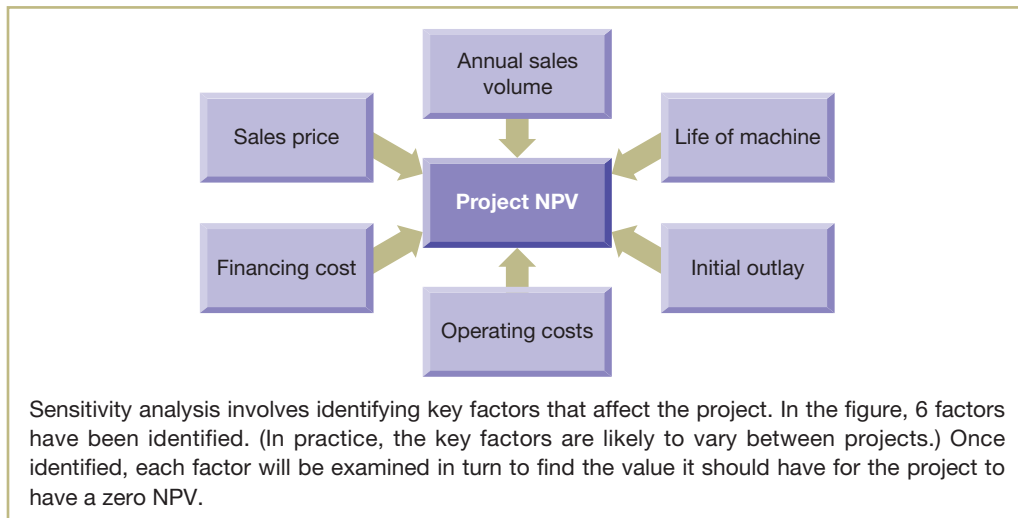 Annual sales
volume
Sales price
Life of machine
Project NPV
Financing cost
Initial outlay
Operating costs
Sensitivity analysis involves identifying key factors that affect the project. In the figure, 6 factors
have been identified. (In practice, the key factors are likely to vary between projects.) Once
identified, each factor will be examined in turn to find the value it should have for the project to
have a zero NPV.